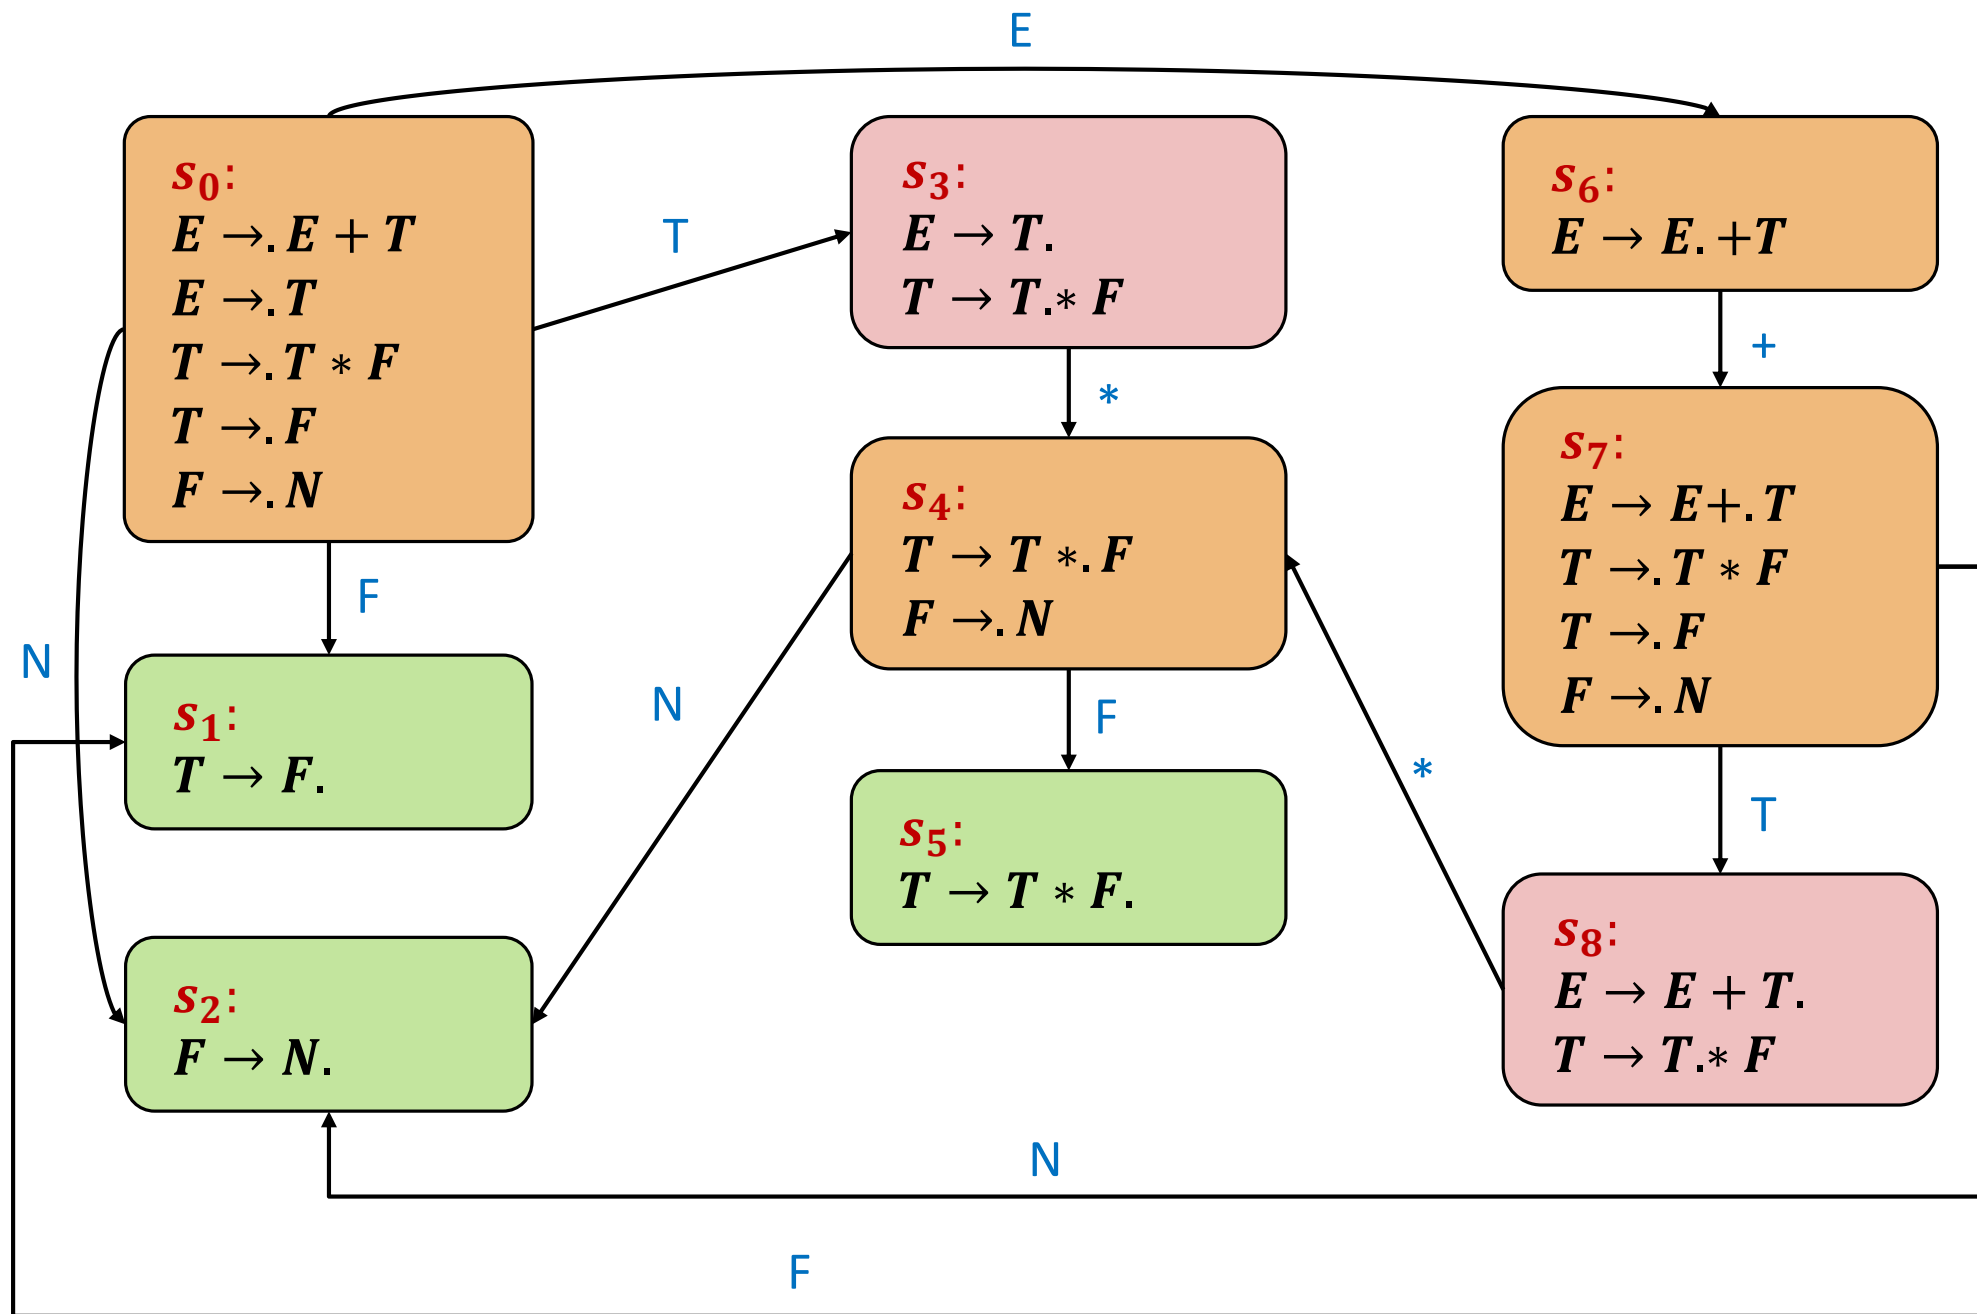 E
s₀:
E →. E + T
E →. T
T →. T * F
T →. F
F →. N
T
s₃:
E → T.
T → T.* F
s₆:
E → E. +T
+
*
s₄:
T → T *. F
F →. N
s₇:
E → E+. T
T →. T * F
T →. F
F →. N
F
N
s₁:
T → F.
N
F
*
T
s₅:
T → T * F.
s₂:
F → N.
s₈:
E → E + T.
T → T.* F
N
F